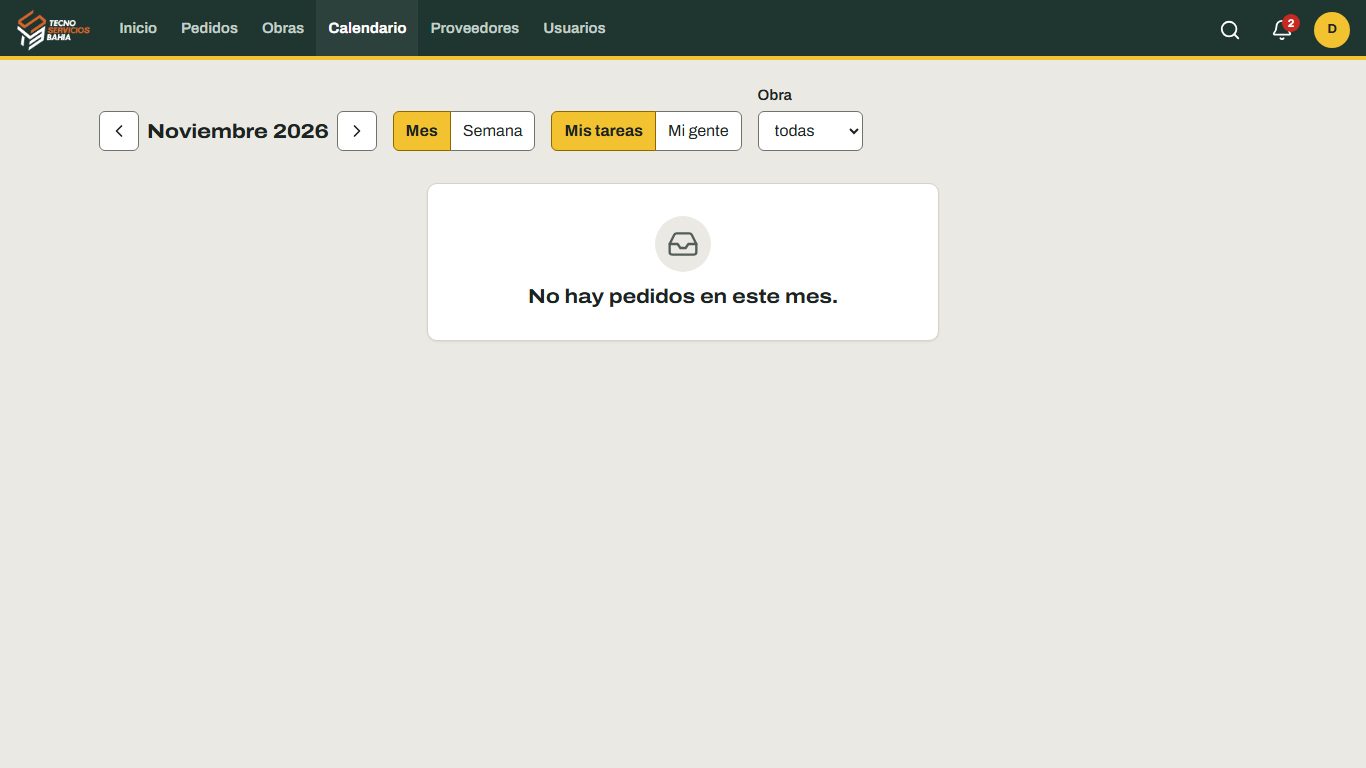 TECNO
SERVICIOS
BAHIA
Inicio
Pedidos
Obras
Calendario
Proveedores
Usuarios
2
D
Obra
Noviembre 2026
Mes
Semana
Mis tareas
Mi gente
todas
No hay pedidos en este mes.